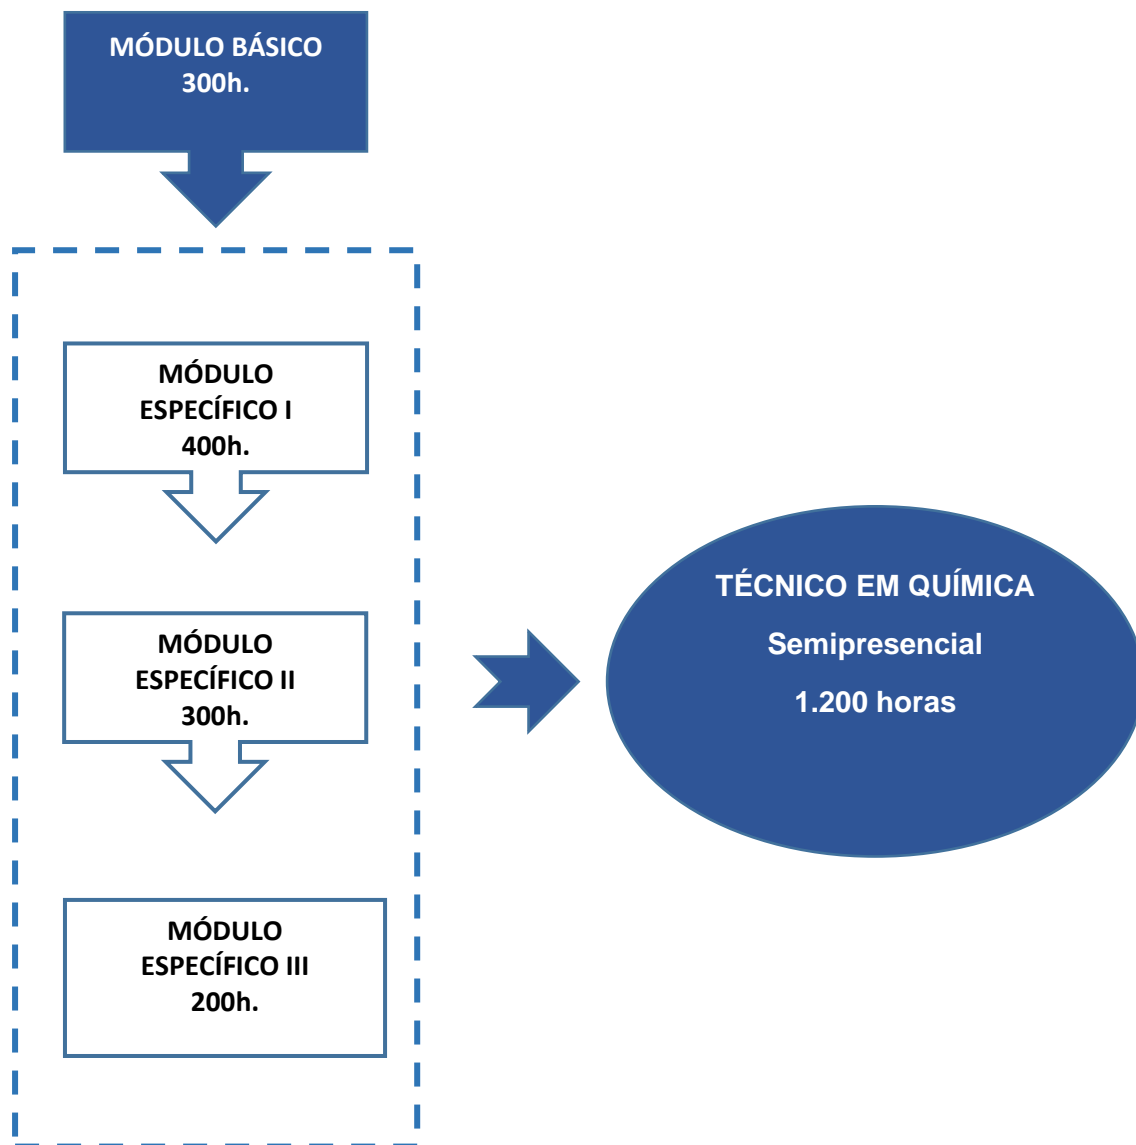 MÓDULO BÁSICO
300h.
MÓDULO
ESPECÍFICO I
400h.
MÓDULO
ESPECÍFICO II
300h.
MÓDULO
ESPECÍFICO III
200h.
TÉCNICO EM QUÍMICA
Semipresencial
1.200 horas